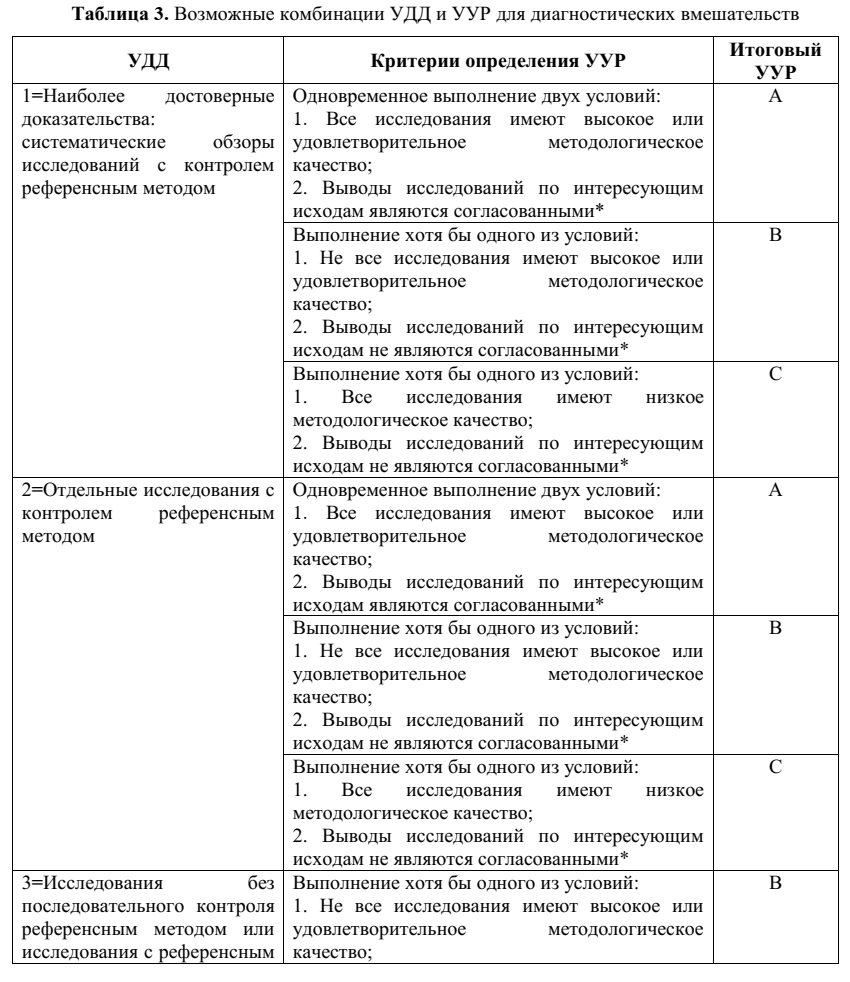 Таблица 3. Возможные комбинации УДД и УУР для диагностических вмешательств
УДД
Критерии определения УУР
Итоговый
УУР
1=Наиболее достоверные
доказательства:
систематические обзоры
исследований с контролем
референсным методом
Одновременное выполнение двух условий:
1. Все исследования имеют высокое или
удовлетворительное методологическое
качество;
2. Выводы исследований по интересующим
исходам являются согласованными*
A
Выполнение хотя бы одного из условий:
1. Не все исследования имеют высокое или
удовлетворительное методологическое
качество;
2. Выводы исследований по интересующим
исходам не являются согласованными*
B
Выполнение хотя бы одного из условий:
1. Все исследования имеют низкое
методологическое качество;
2. Выводы исследований по интересующим
исходам не являются согласованными*
C
2=Отдельные исследования с
контролем референсным
методом
Одновременное выполнение двух условий:
1. Все исследования имеют высокое или
удовлетворительное методологическое
качество;
2. Выводы исследований по интересующим
исходам являются согласованными*
A
Выполнение хотя бы одного из условий:
1. Не все исследования имеют высокое или
удовлетворительное методологическое
качество;
2. Выводы исследований по интересующим
исходам не являются согласованными*
B
Выполнение хотя бы одного из условий:
1. Все исследования имеют низкое
методологическое качество;
2. Выводы исследований по интересующим
исходам не являются согласованными*
C
3=Исследования без
последовательного контроля
референсным методом или
исследования с референсным
Выполнение хотя бы одного из условий:
1. Не все исследования имеют высокое или
удовлетворительное методологическое
качество;
B